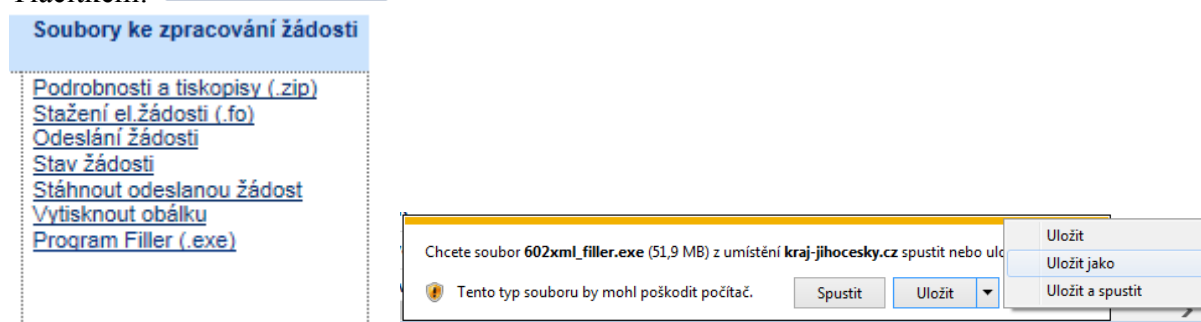 Soubory ke zpracování žádosti
Podrobnosti a tiskopisy (.zip)
Stažení el.žádosti (.fo)
Odeslání žádosti
Stav žádosti
Stáhnout odeslanou žádost
Vytisknout obálku
Program Filler (.exe)
Chcete soubor 602xml_filler.exe (51,9 MB) z umístění kraj-jihocesky.cz spustit nebo
Tento typ souboru by mohl poškodit počítač.
Spustit
Uložit
Uložit
Uložit jako
Uložit a spustit